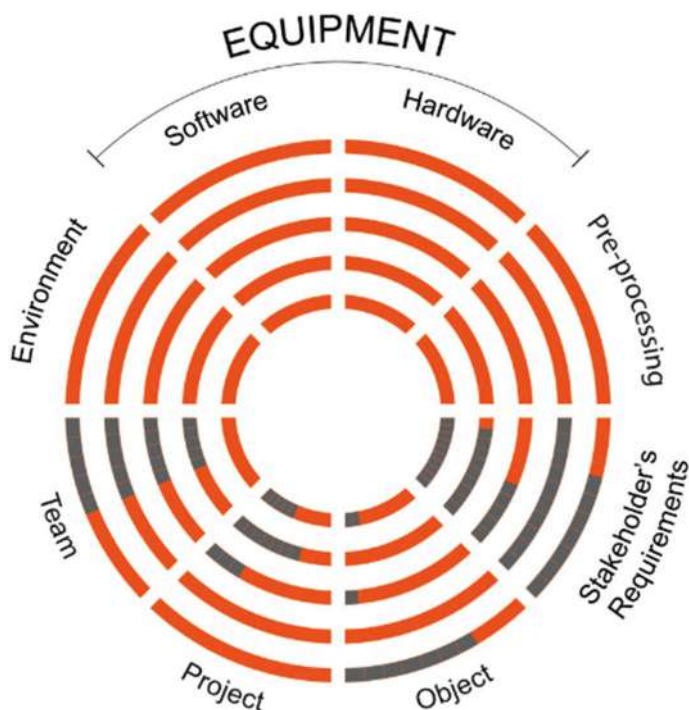 EQUIPMENT
Software
Hardware
Environment
Pre-processing
Team
Stakeholder's
Requirements
Project
Object